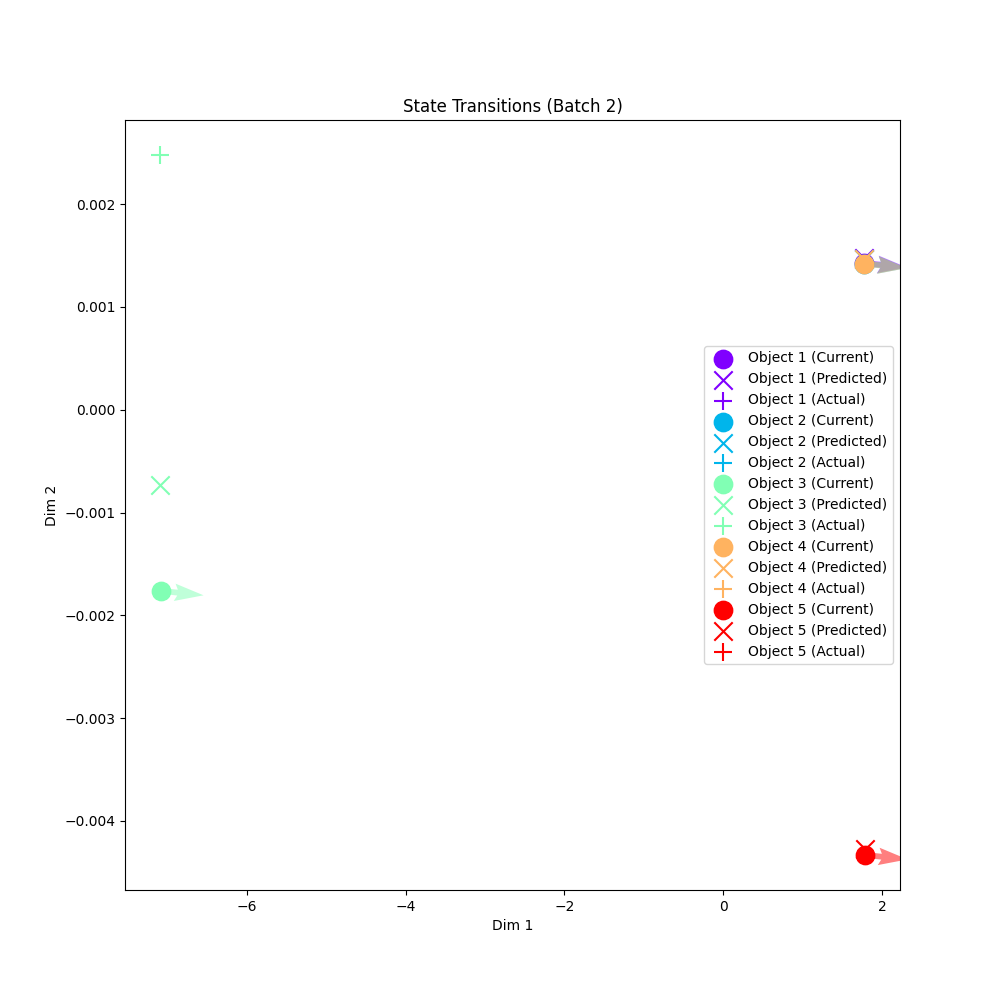 State Transitions (Batch 2)
0.002
0.001
0.000
−0.001
−0.002
−0.003
−0.004
Dim 2
Object 1 (Current)
Object 1 (Predicted)
Object 1 (Actual)
Object 2 (Current)
Object 2 (Predicted)
Object 2 (Actual)
Object 3 (Current)
Object 3 (Predicted)
Object 3 (Actual)
Object 4 (Current)
Object 4 (Predicted)
Object 4 (Actual)
Object 5 (Current)
Object 5 (Predicted)
Object 5 (Actual)
−6 −4 −2 0 2
Dim 1